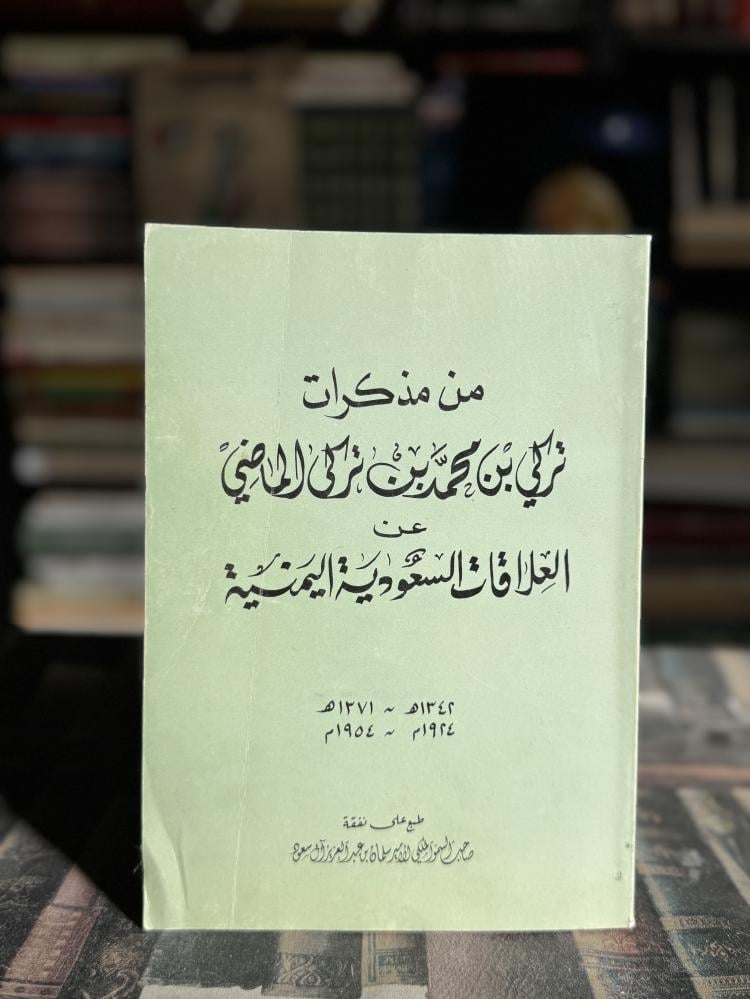 من مذكرات
تركي بن محمد بن تركي الماضي
عن
العلاقات السعودية اليمنية
١٣٤٢هـ ~ ١٣٧١هـ
١٩٢٤م ~ ١٩٥٤م
طبع على نفقة
صاحب السمو الملكي الأمير سلمان بن عبد العزيز آل سعود